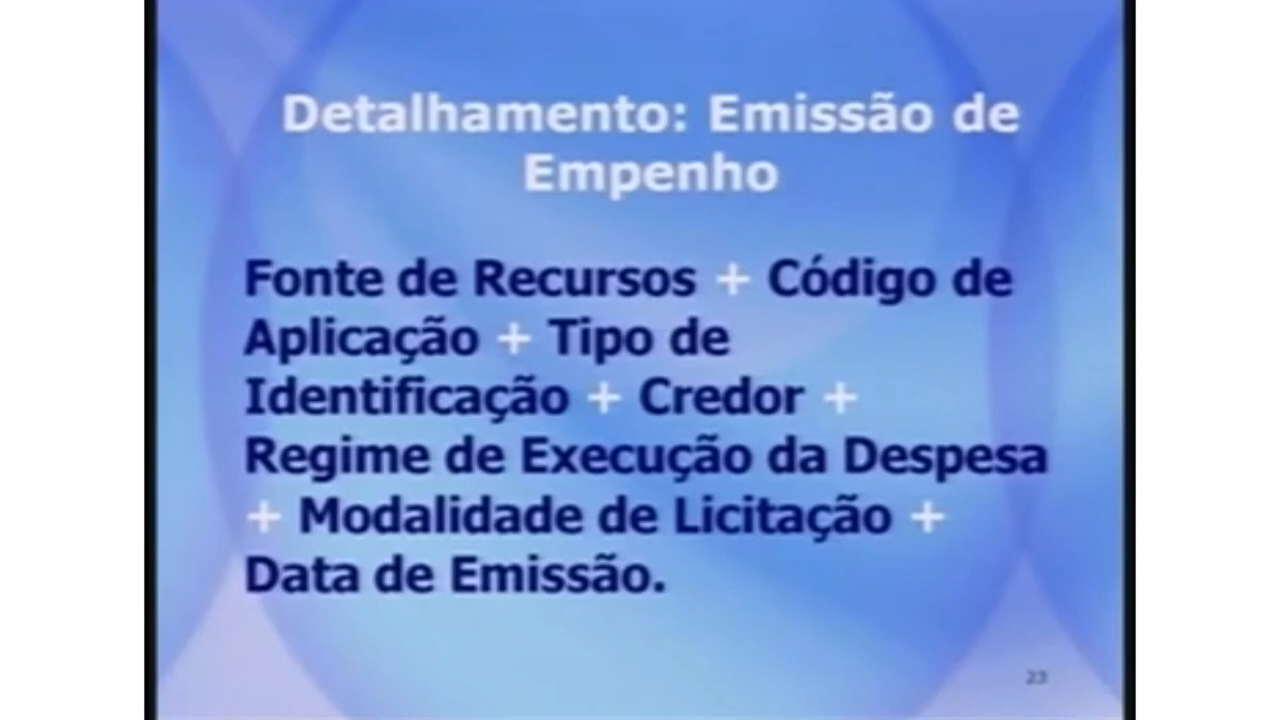 Detalhamento: Emissão de
Empenho
Fonte de Recursos + Código de
Aplicação + Tipo de
Identificação + Credor +
Regime de Execução da Despesa
+ Modalidade de Licitação +
Data de Emissão.
23